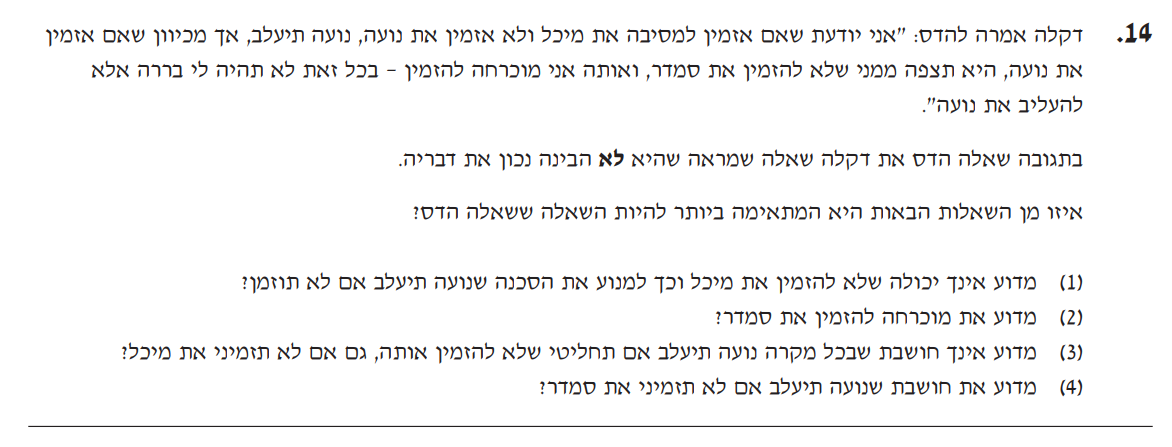 14. דקלה אמרה להדס: "אני יודעת שאם אזמין למסיבה את מיכל ולא אזמין את נועה, נועה תיעלב, אך מכיוון שאם אזמין
את נועה, היא תצפה ממני שלא להזמין את סמדר, ואותה אני מוכרחה להזמין – בכל זאת לא תהיה לי בררה אלא
להעליב את נועה".
בתגובה שאלה הדס את דקלה שאלה שמראה שהיא לא הבינה נכון את דבריה.
איזו מן השאלות הבאות היא המתאימה ביותר להיות השאלה ששאלה הדס?
(1) מדוע אינך יכולה שלא להזמין את מיכל וכך למנוע את הסכנה שנועה תיעלב אם לא תוזמן?
(2) מדוע את מוכרחה להזמין את סמדר?
(3) מדוע אינך חושבת שבכל מקרה נועה תיעלב אם תחליטי שלא להזמין אותה, גם אם לא תזמיני את מיכל?
(4) מדוע את חושבת שנועה תיעלב אם לא תזמיני את סמדר?